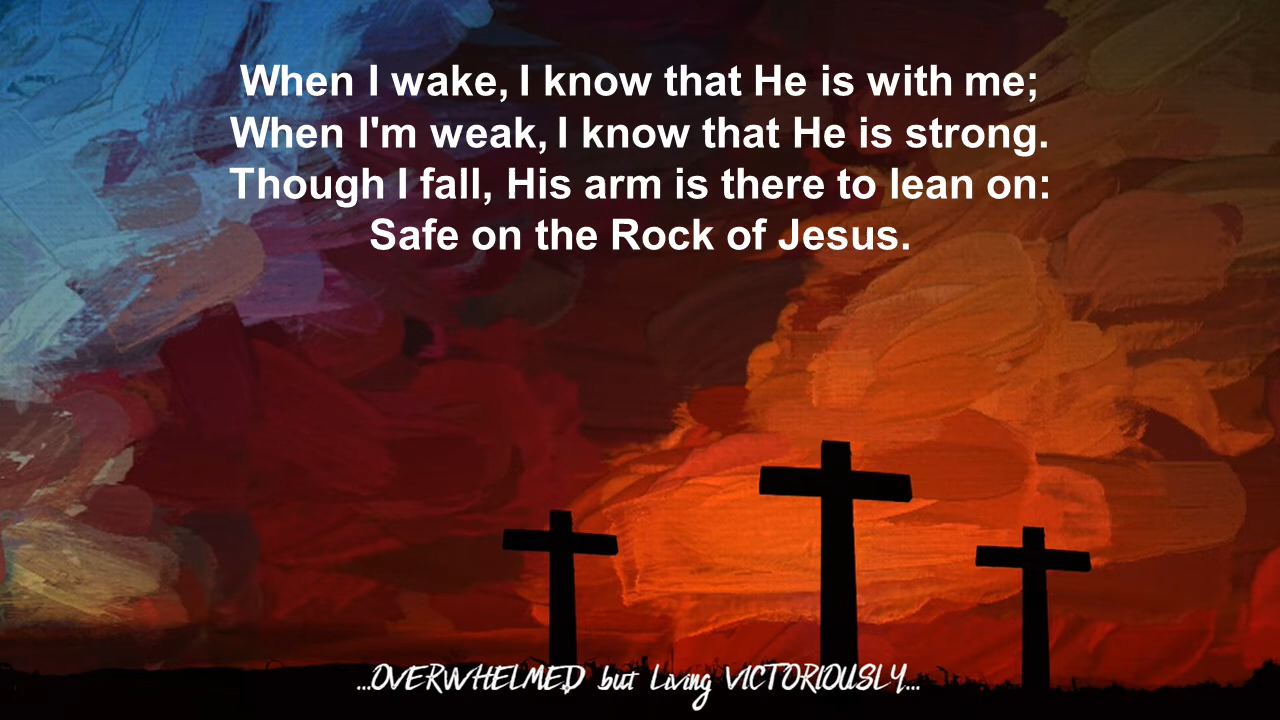 When I wake, I know that He is with me;
When I'm weak, I know that He is strong.
Though I fall, His arm is there to lean on:
Safe on the Rock of Jesus.
...OVERWHELMED but Living VICTORIOUSLY...